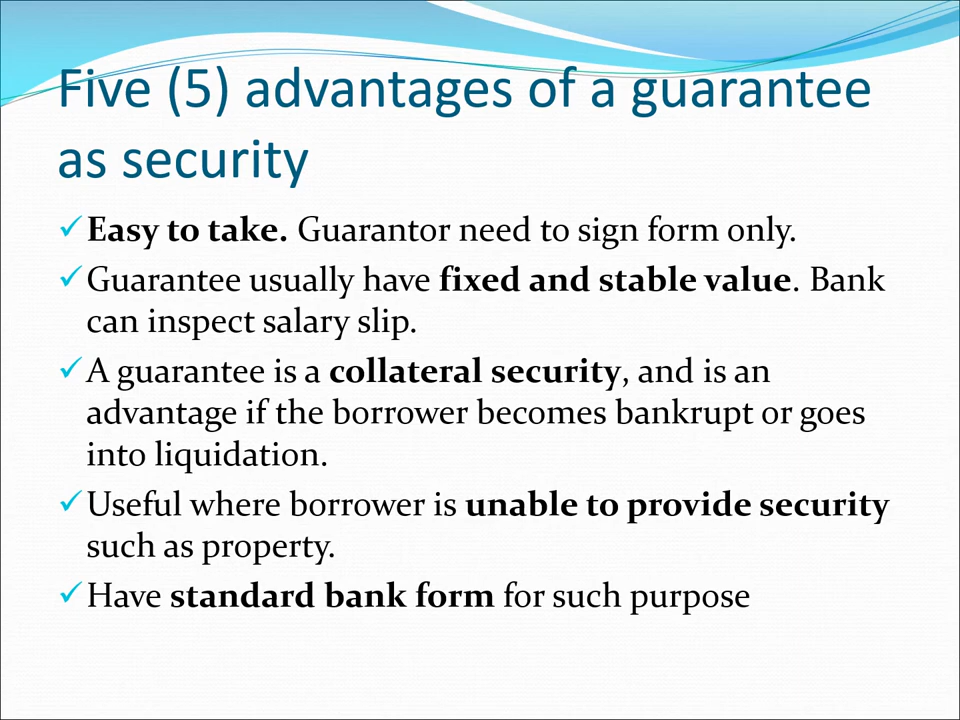 Five (5) advantages of a guarantee
as security
✓Easy to take. Guarantor need to sign form only.
✓Guarantee usually have fixed and stable value. Bank
can inspect salary slip.
✓A guarantee is a collateral security, and is an
advantage if the borrower becomes bankrupt or goes
into liquidation.
✓Useful where borrower is unable to provide security
such as property.
✓Have standard bank form for such purpose